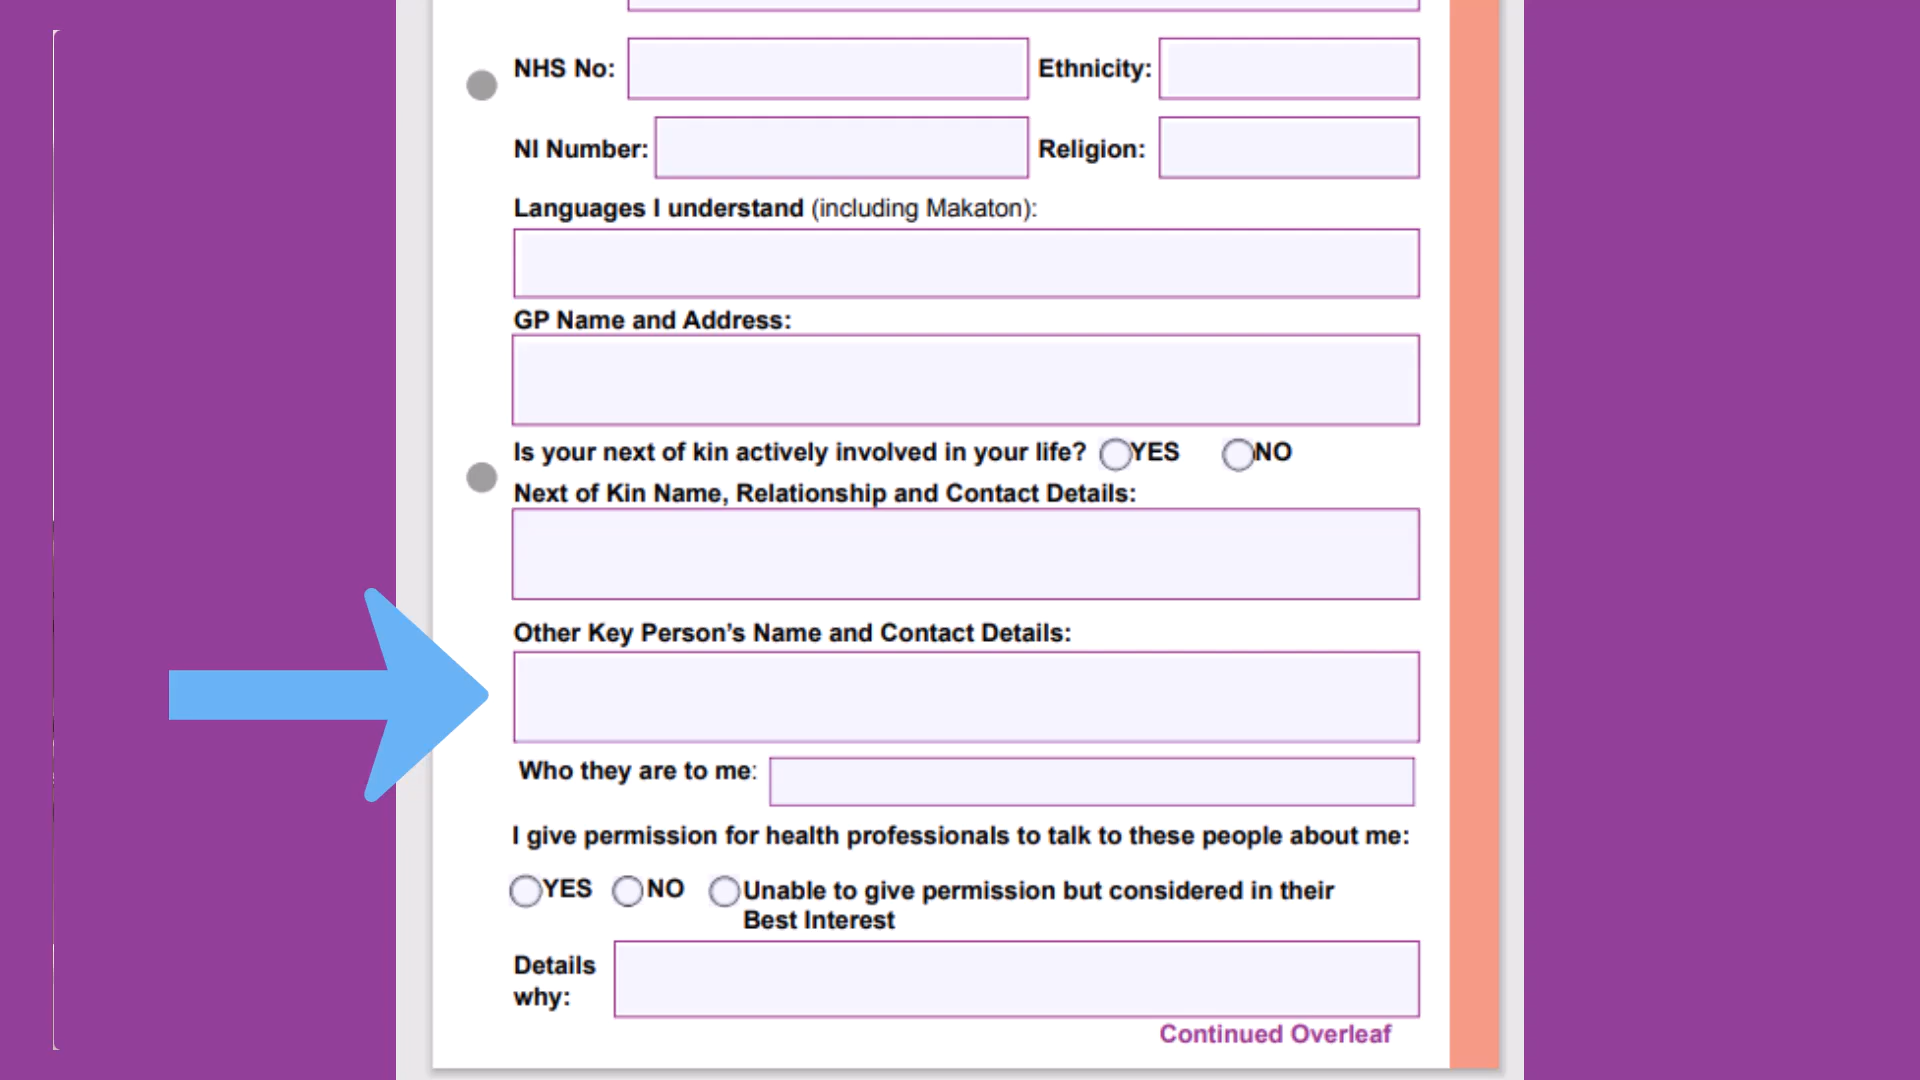 NHS No: Ethnicity:
NI Number: Religion:
Languages I understand (including Makaton):
GP Name and Address:
Is your next of kin actively involved in your life? YES NO
Next of Kin Name, Relationship and Contact Details:
Other Key Person’s Name and Contact Details:
Who they are to me:
I give permission for health professionals to talk to these people about me:
YES NO Unable to give permission but considered in their
Best Interest
Details
why:
Continued Overleaf